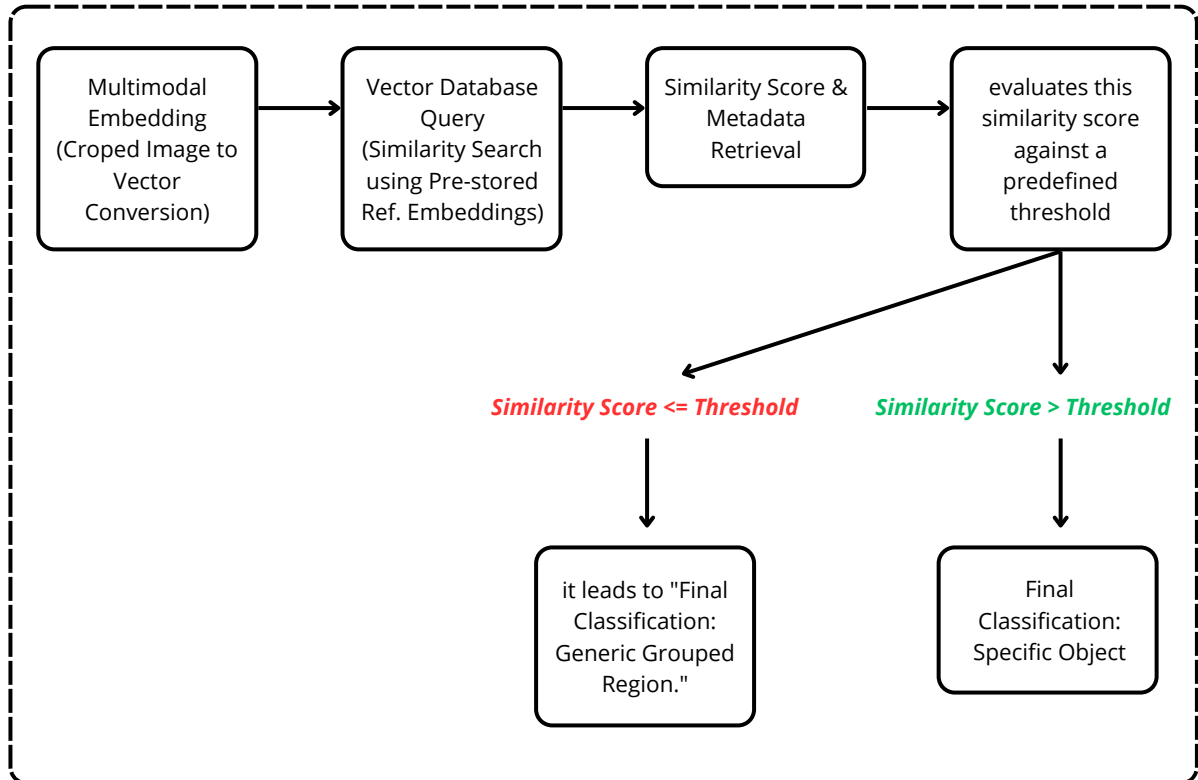 Multimodal
Embedding
(Croped Image to
Vector
Conversion)
Vector Database
Query
(Similarity Search
using Pre-stored
Ref. Embeddings)
Similarity Score &
Metadata
Retrieval
evaluates this
similarity score
against a
predefined
threshold
Similarity Score <= Threshold
Similarity Score > Threshold
it leads to "Final
Classification:
Generic Grouped
Region."
Final
Classification:
Specific Object